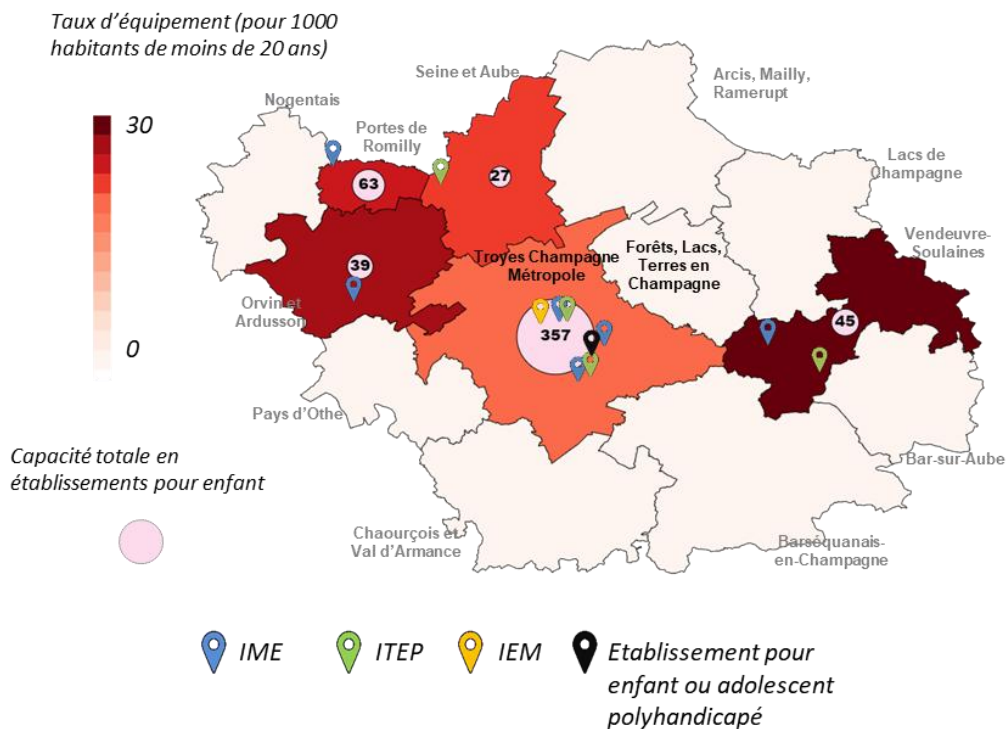 Taux d'équipement (pour 1000
habitants de moins de 20 ans)
30
0
Nogentais
Portes de
Romilly
Seine et Aube
Arcis, Mailly,
Ramerupt
Lacs de
Champagne
Vendeuvre-
Soulaines
63
27
39
Orvin et
Ardusson
Troyes Champagne
Métropole
Forêts, Lacs,
Terres en
Champagne
357
45
Pays d'Othe
Bar-sur-Aube
Chaourçois et
Val d'Armance
Barséquanais-
en-Champagne
Capacité totale en
établissements pour enfant
IME
ITEP
IEM
Etablissement pour
enfant ou adolescent
polyhandicapé